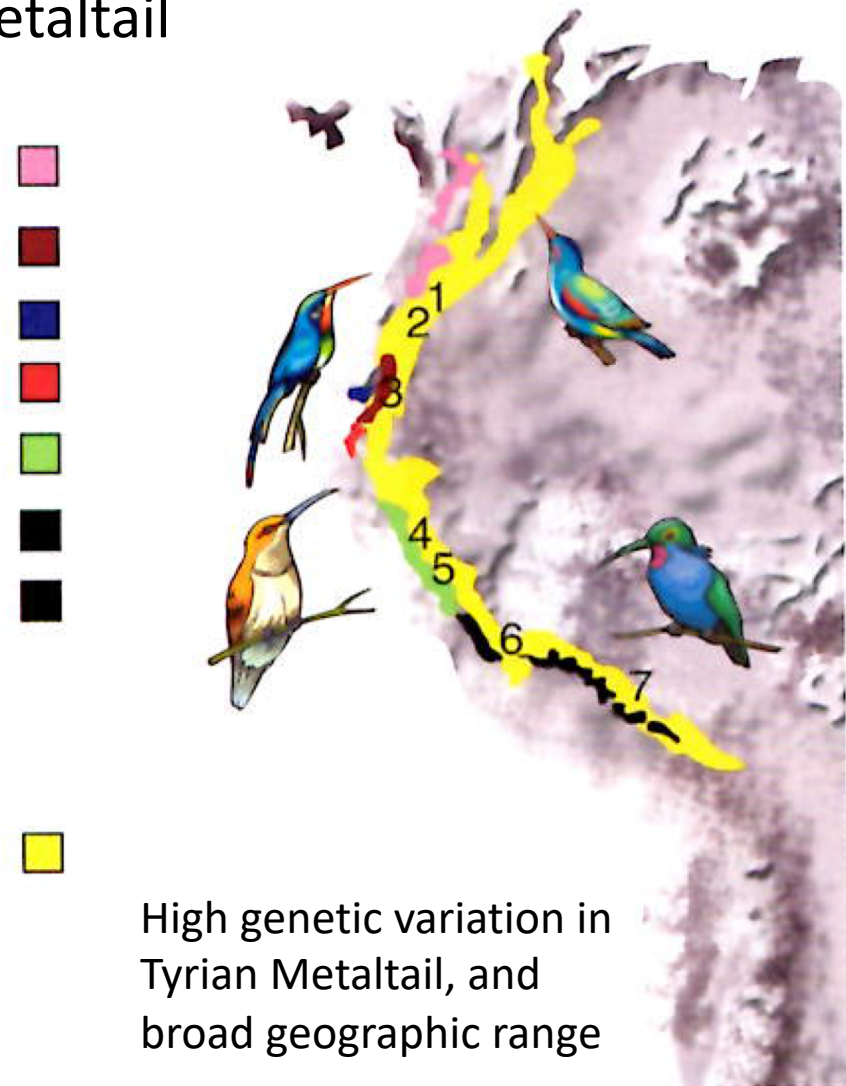 etaltail
1
2
3
4
5
6
7
High genetic variation in
Tyrian Metaltail, and
broad geographic range